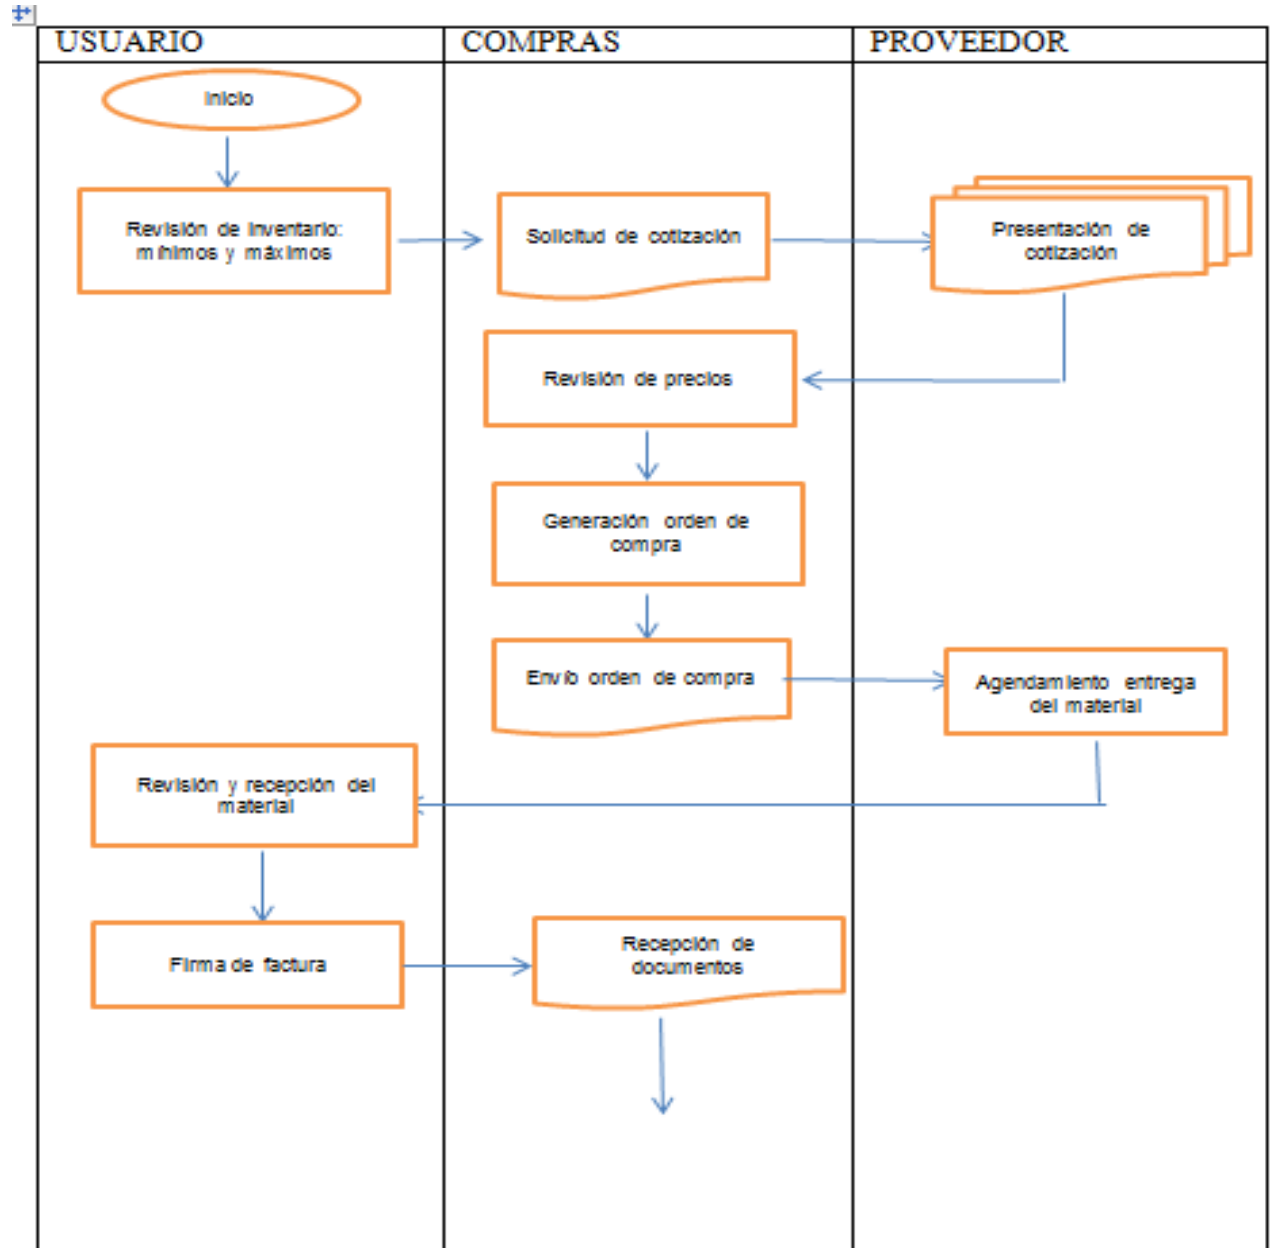 USUARIO
COMPRAS
PROVEEDOR
Inicio
Revisión de inventario:
mínimos y máximos
Solicitud de cotización
Presentación de
cotización
Revisión de precios
Generación orden de
compra
Envío orden de compra
Agendamiento entrega
del material
Revisión y recepción del
material
Firma de factura
Recepción de
documentos